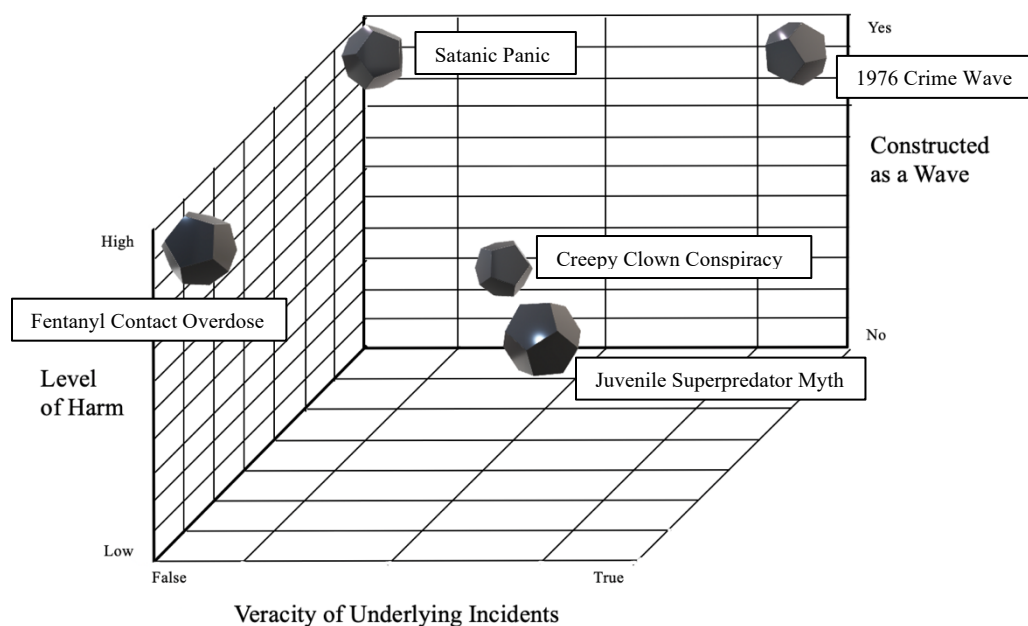 Yes
Satanic Panic
1976 Crime Wave
Constructed
as a Wave
High
Creepy Clown Conspiracy
Fentanyl Contact Overdose
No
Level
of Harm
Juvenile Superpredator Myth
Low
False
True
Veracity of Underlying Incidents